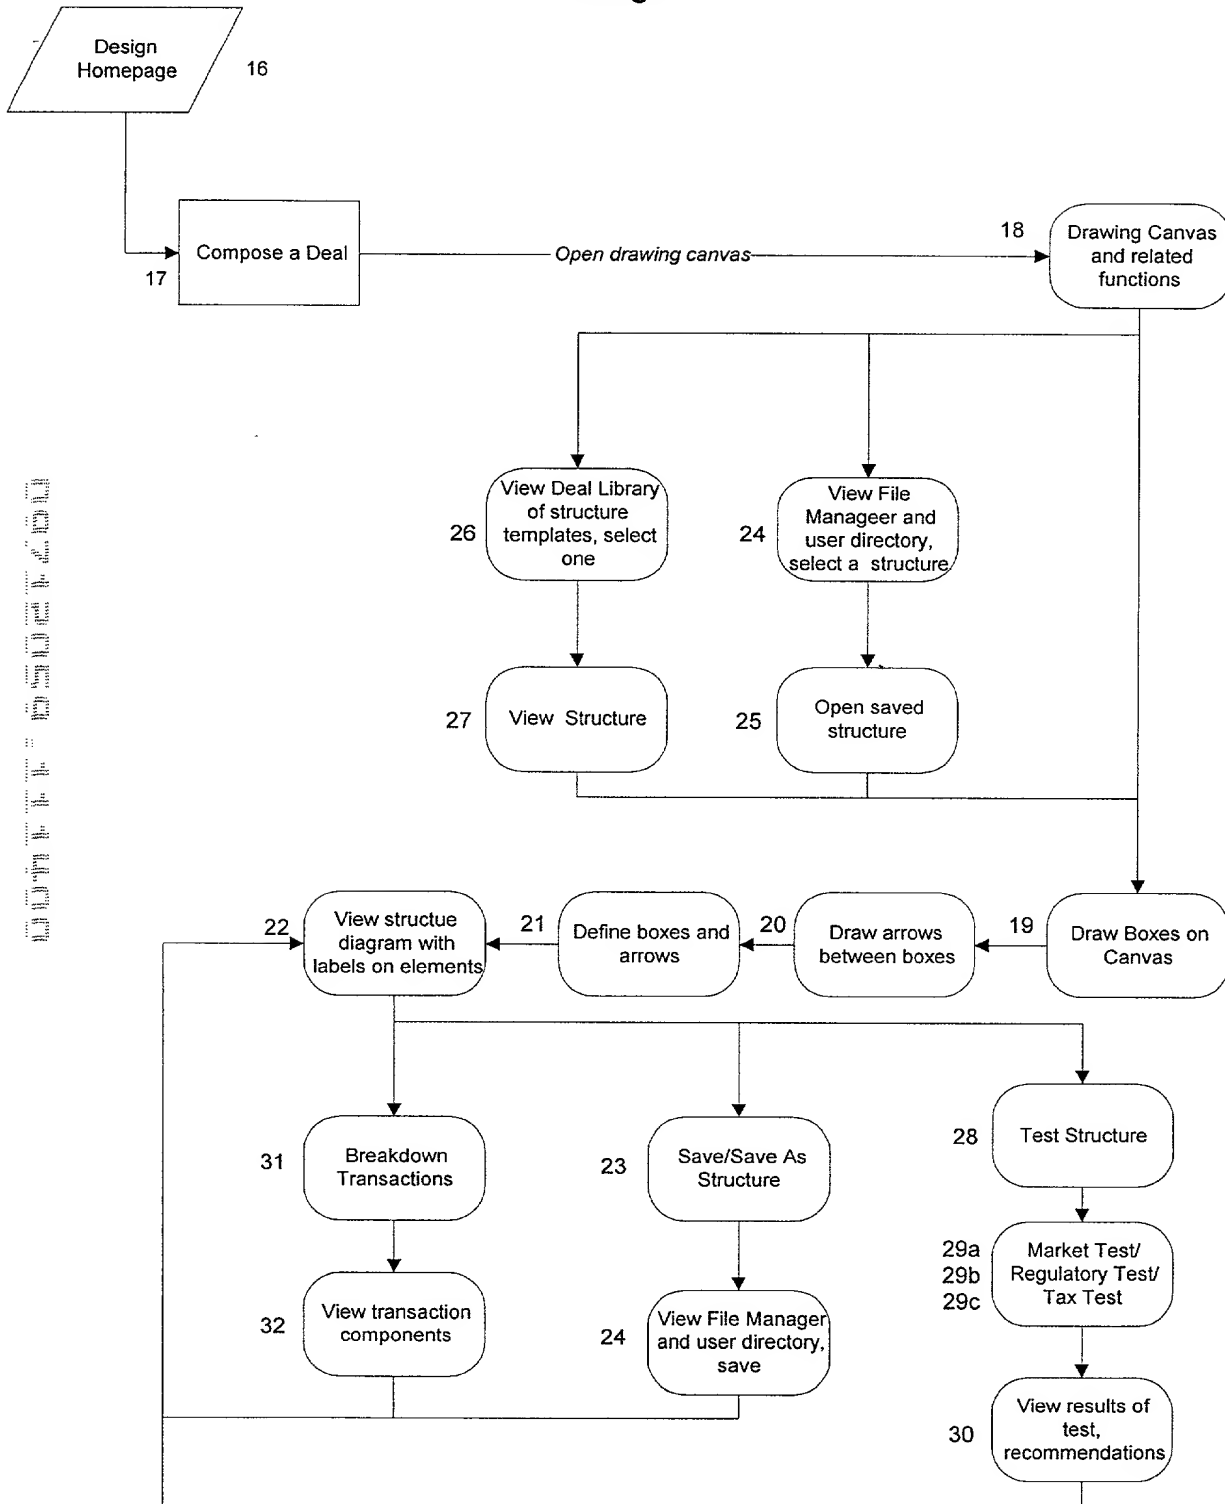 Design
Homepage
16
Compose a Deal
17
Open drawing canvas
18
Drawing Canvas
and related
functions
26
View Deal Library
of structure
templates, select
one
24
View File
Manageer and
user directory,
select a structure
27
View Structure
25
Open saved
structure
22
View structue
diagram with
labels on elements
21
Define boxes and
arrows
20
Draw arrows
between boxes
19
Draw Boxes on
Canvas
31
Breakdown
Transactions
23
Save/Save As
Structure
28
Test Structure
29a
29b
29c
Market Test/
Regulatory Test/
Tax Test
32
View transaction
components
24
View File Manager
and user directory,
save
30
View results of
test,
recommendations